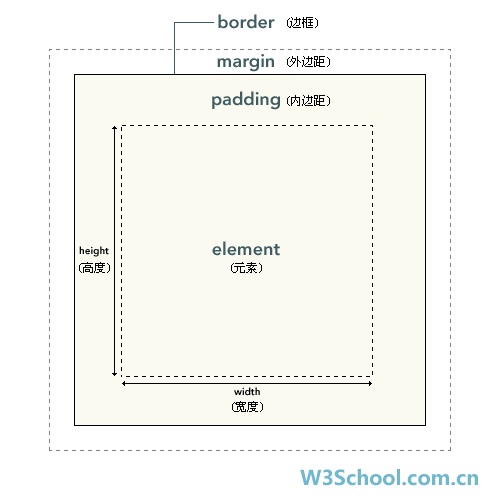 border (边框)
margin (外边距)
padding (内边距)
height
(高度)
element
(元素)
width
(宽度)
W3School.com.cn